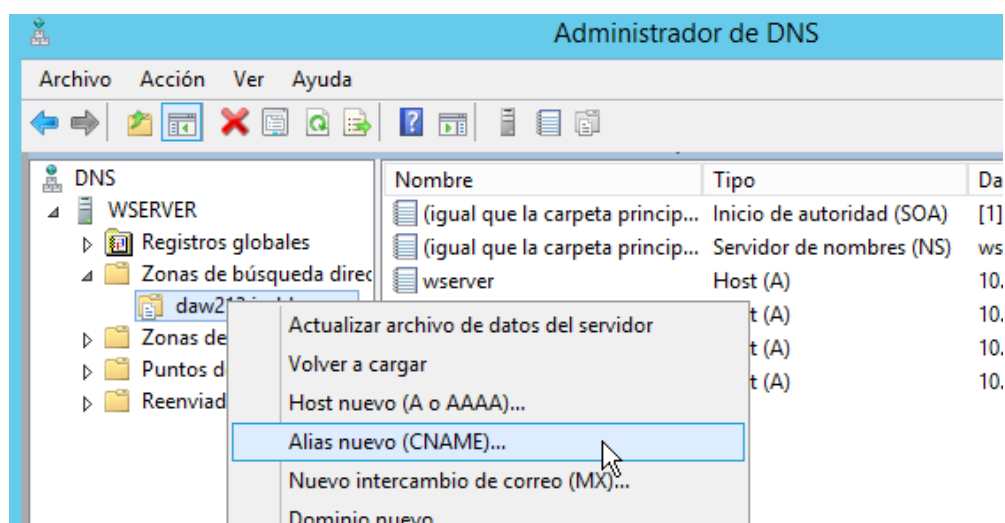 Administrador de DNS
Archivo Acción Ver Ayuda
DNS
WSERVER
Registros globales
Zonas de búsqueda direc
Zonas de
Puntos d
Reenviad
Nombre Tipo Da
(igual que la carpeta princip... Inicio de autoridad (SOA) [1]
(igual que la carpeta princip... Servidor de nombres (NS) ws
wserver Host (A) 10.
t (A) 10.
t (A) 10.
t (A) 10.
Actualizar archivo de datos del servidor
Volver a cargar
Host nuevo (A o AAAA)...
Alias nuevo (CNAME)...
Nuevo intercambio de correo (MX)...
Dominio nuevo